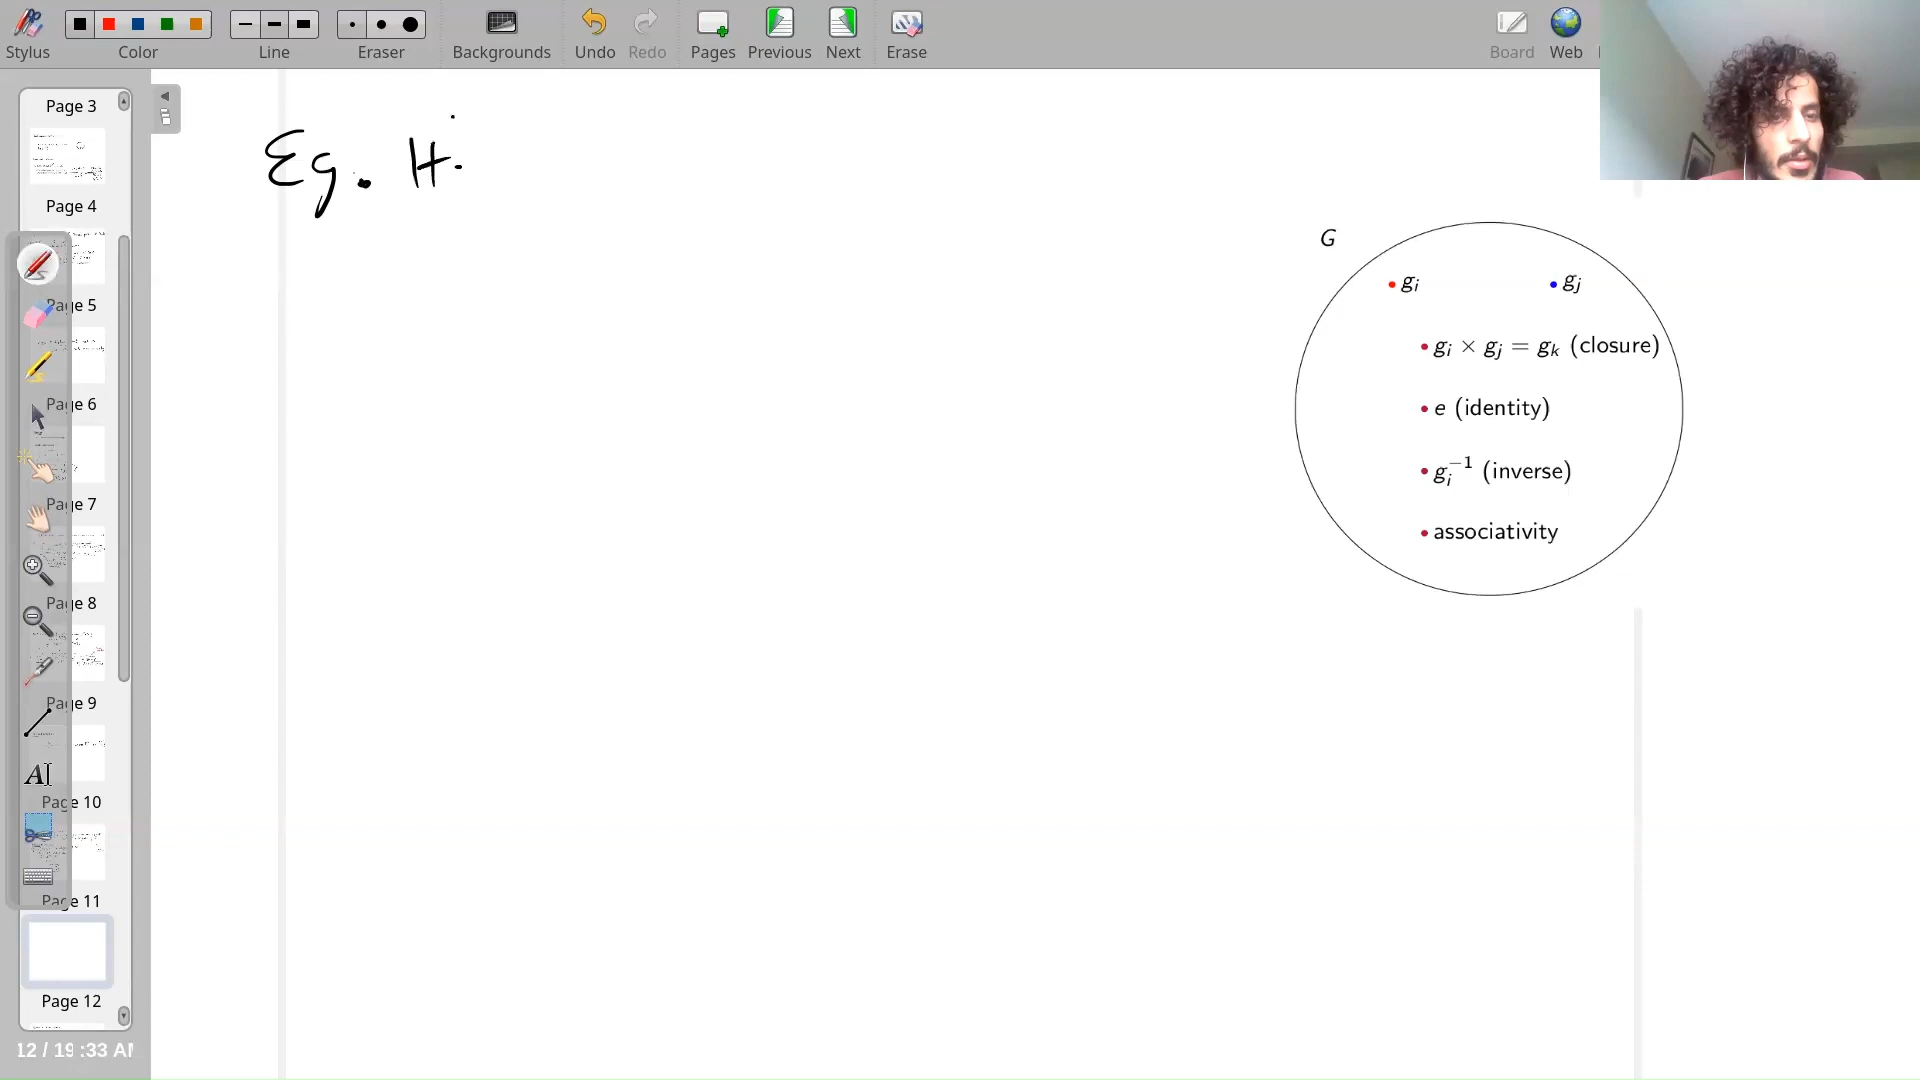 Stylus
Color
Line
Eraser
Backgrounds
Undo
Redo
Pages
Previous
Next
Erase
Board
Web
Page 3
Page 4
Page 5
Page 6
Page 7
Page 8
Page 9
Page 10
Page 11
Page 12
12 / 19
Eg. H
G
gᵢ
gⱼ
gᵢ × gⱼ = gₖ (closure)
e (identity)
gᵢ⁻¹ (inverse)
associativity